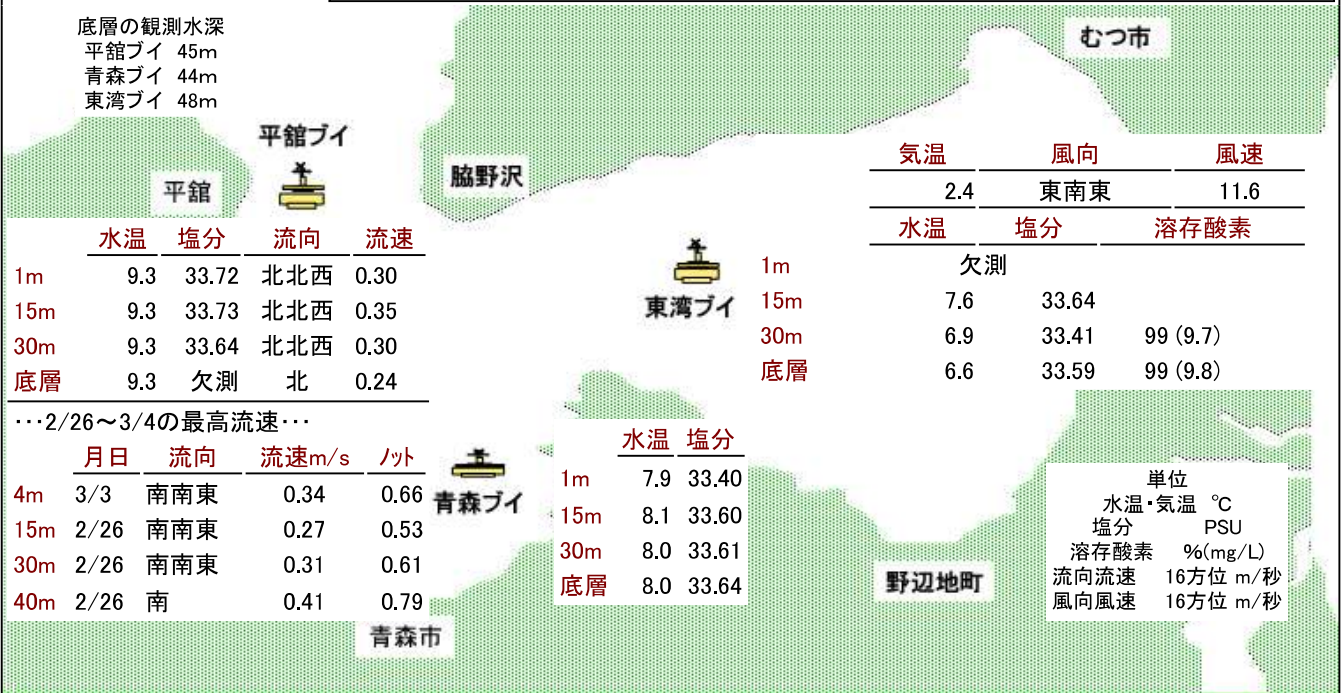 底層の観測水深
平舘ブイ 45m
青森ブイ 44m
東湾ブイ 48m
むつ市
平舘ブイ
平舘
脇野沢
気温 風向 風速
2.4 東南東 11.6
水温 塩分 溶存酸素
1m 欠測
15m 7.6 33.64
30m 6.9 33.41 99 (9.7)
底層 6.6 33.59 99 (9.8)
東湾ブイ
水温 塩分 流向 流速
1m 9.3 33.72 北北西 0.30
15m 9.3 33.73 北北西 0.35
30m 9.3 33.64 北北西 0.30
底層 9.3 欠測 北 0.24
･･･2/26～3/4の最高流速･･･
月日 流向 流速m/s ノット
4m 3/3 南南東 0.34 0.66
15m 2/26 南南東 0.27 0.53
30m 2/26 南南東 0.31 0.61
40m 2/26 南 0.41 0.79
青森ブイ
水温 塩分
1m 7.9 33.40
15m 8.1 33.60
30m 8.0 33.61
底層 8.0 33.64
青森市
野辺地町
単位
水温・気温 ℃
塩分 PSU
溶存酸素 %(mg/L)
流向流速 16方位 m/秒
風向風速 16方位 m/秒